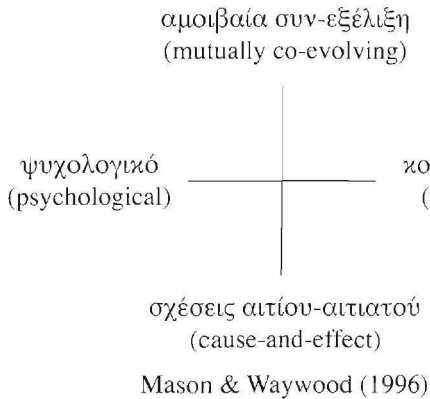 αμοιβαία συν-εξέλιξη
(mutually co-evolving)
ψυχολογικό
(psychological)
σχέσεις αιτίου-αιτιατού
(cause-and-effect)
Mason & Waywood (1996)